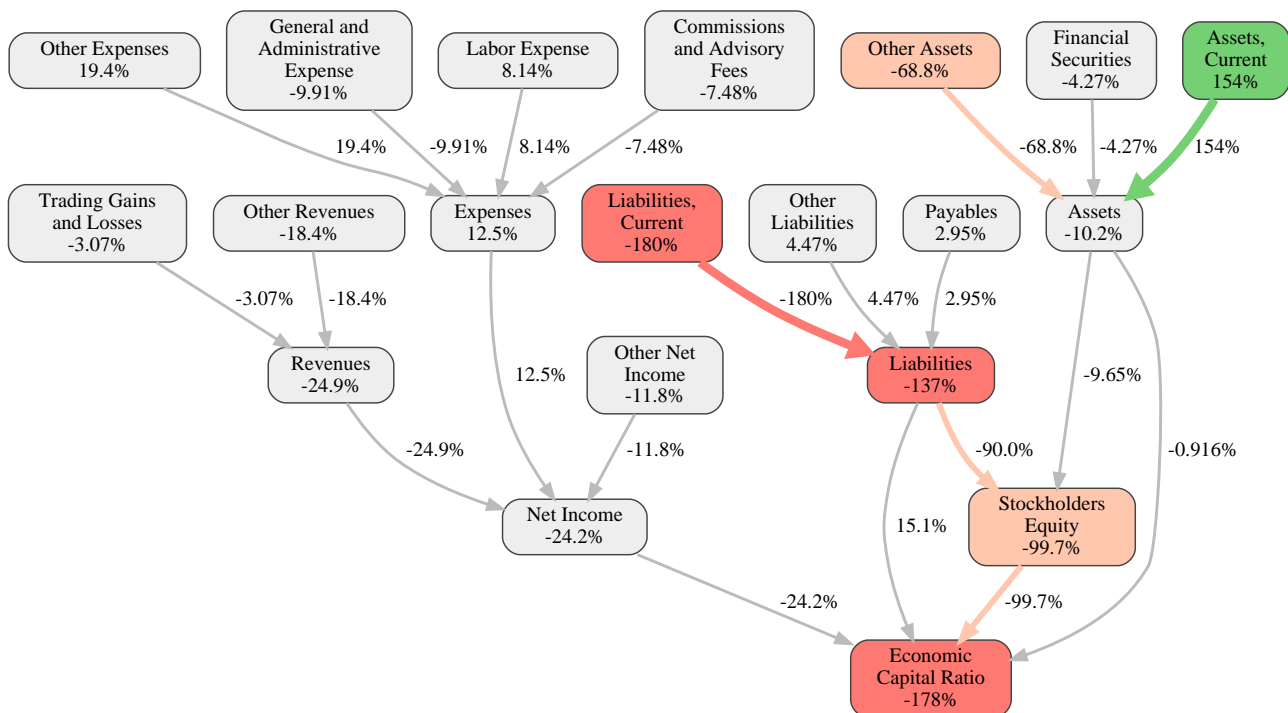 Other Expenses
19.4%
General and
Administrative
Expense
-9.91%
Labor Expense
8.14%
Commissions
and Advisory
Fees
-7.48%
Other Assets
-68.8%
Financial
Securities
-4.27%
Assets,
Current
154%
19.4%
-9.91%
8.14%
-7.48%
-68.8%
-4.27%
154%
Trading Gains
and Losses
-3.07%
Other Revenues
-18.4%
Expenses
12.5%
Liabilities,
Current
-180%
Other
Liabilities
4.47%
Payables
2.95%
Assets
-10.2%
-3.07%
-18.4%
-180%
4.47%
2.95%
Revenues
-24.9%
12.5%
Other Net
Income
-11.8%
Liabilities
-137%
-9.65%
-24.9%
-11.8%
-90.0%
-0.916%
Net Income
-24.2%
15.1%
Stockholders
Equity
-99.7%
-24.2%
-99.7%
Economic
Capital Ratio
-178%